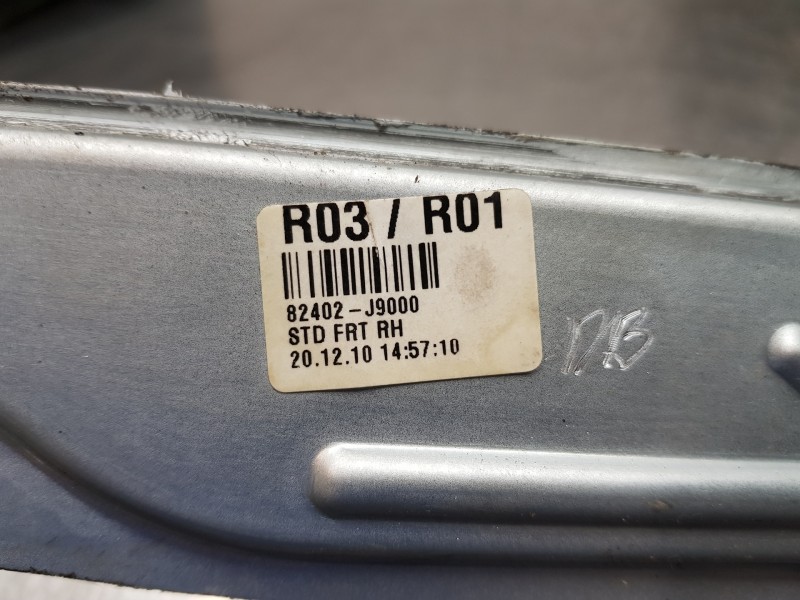 R03 / R01
82402-J9000
STD FRT RH
20.12.10 14:57:10